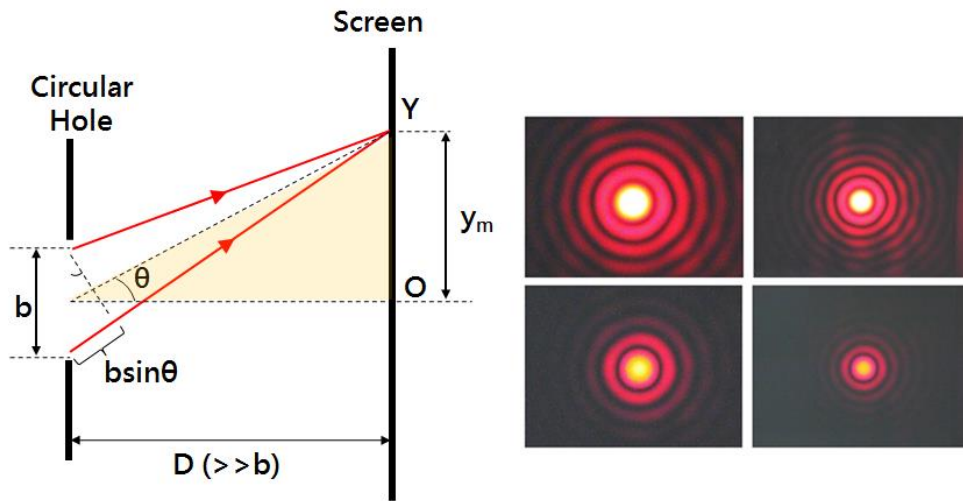 Screen
Circular
Hole
Y
yₘ
θ
O
b
bsinθ
D (>>b)